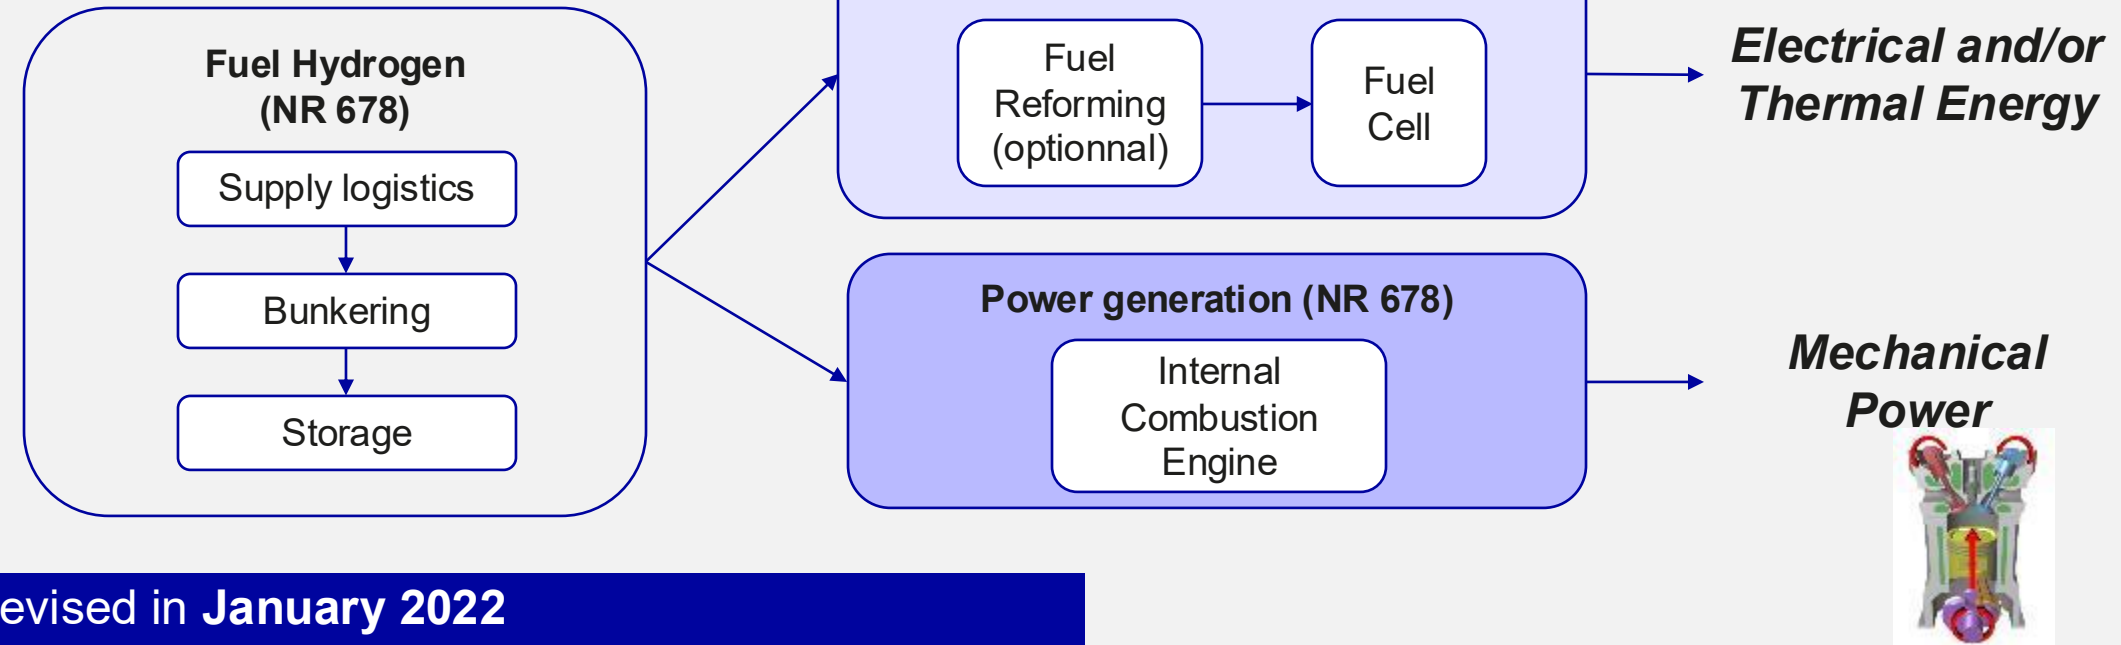 Fuel Hydrogen
(NR 678)
Supply logistics
Bunkering
Storage
Fuel
Reforming
(optionnal)
Fuel
Cell
Electrical and/or
Thermal Energy
Power generation (NR 678)
Internal
Combustion
Engine
Mechanical
Power
evised in January 2022